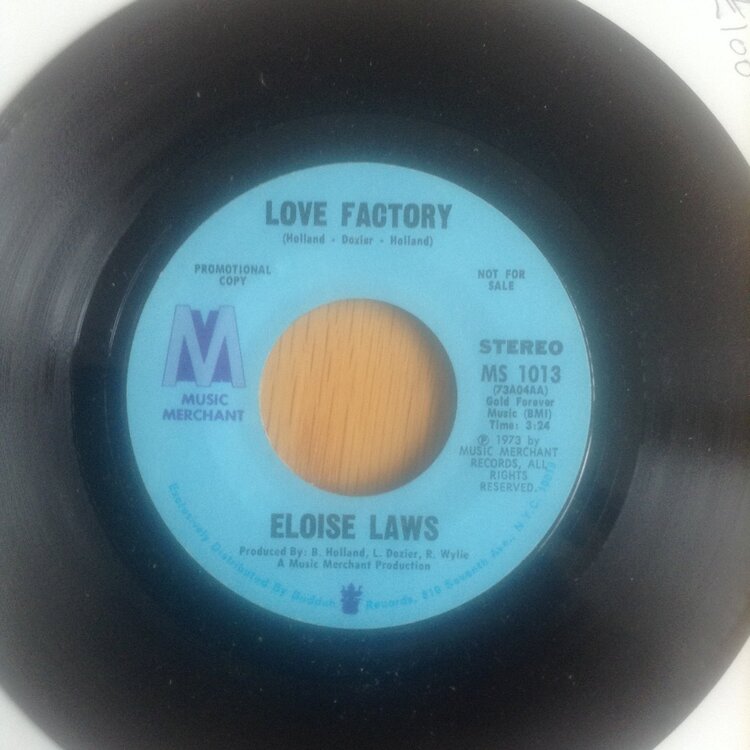 LOVE FACTORY
(Holland - Dozier - Holland)
PROMOTIONAL
COPY
NOT FOR
SALE
M
MUSIC
MERCHANT
STEREO
MS 1013
(73A04AA)
Gold Forever
Music (BMI)
Time: 3:24
℗ 1973 by
MUSIC MERCHANT
RECORDS, ALL
RIGHTS
RESERVED.
ELOISE LAWS
Produced By: B. Holland, L. Dozier, R. Wylie
A Music Merchant Production
Exclusively Distributed By Buddah Records, 810 Seventh Ave., N.Y.C. 10019